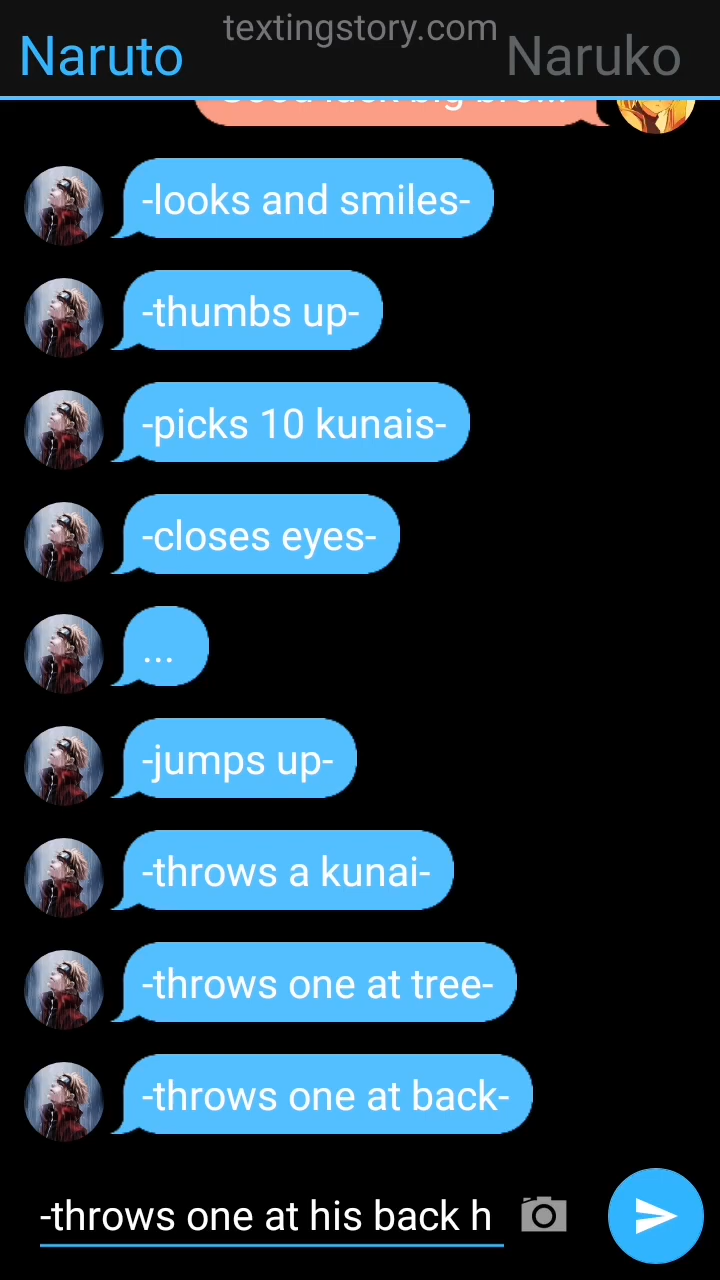 textingstory.com
Naruto
Naruko
-looks and smiles-
-thumbs up-
-picks 10 kunais-
-closes eyes-
...
-jumps up-
-throws a kunai-
-throws one at tree-
-throws one at back-
-throws one at his back h